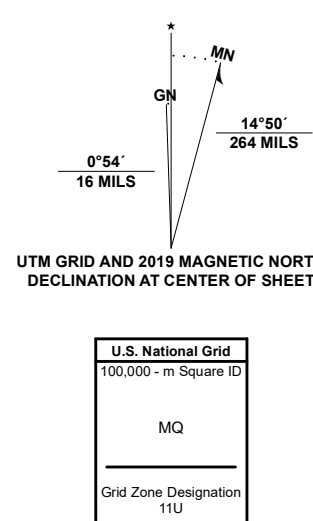 ★
MN
GN
14°50´
264 MILS
0°54´
16 MILS
UTM GRID AND 2019 MAGNETIC NORT
DECLINATION AT CENTER OF SHEET
U.S. National Grid
100,000 - m Square ID
MQ
Grid Zone Designation
11U